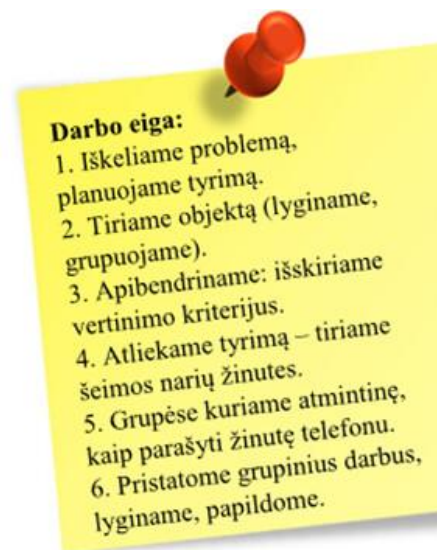 Darbo eiga:
1. Iškeliame problemą,
planuojame tyrimą.
2. Tiriame objektą (lyginame,
grupuojame).
3. Apibendriname: išskiriame
vertinimo kriterijus.
4. Atliekame tyrimą – tiriame
šeimos narių žinutes.
5. Grupėse kuriame atmintinę,
kaip parašyti žinutę telefonu.
6. Pristatome grupinius darbus,
lyginame, papildome.